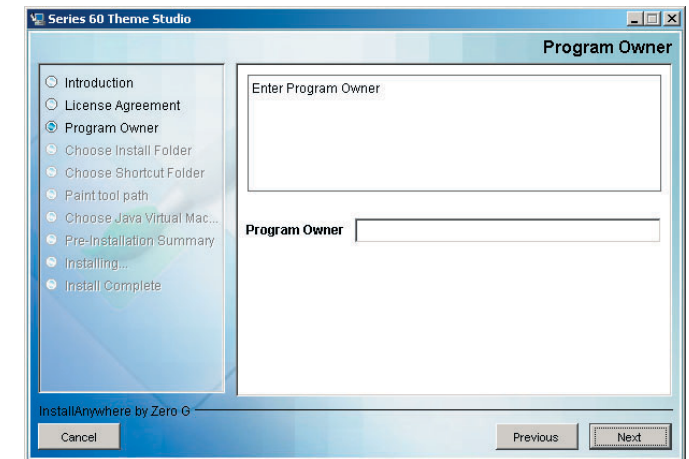 Series 60 Theme Studio
Program Owner
Introduction
License Agreement
Program Owner
Choose Install Folder
Choose Shortcut Folder
Paint tool path
Choose Java Virtual Mac...
Pre-Installation Summary
Installing...
Install Complete
Enter Program Owner
Program Owner
InstallAnywhere by Zero G
Cancel
Previous
Next